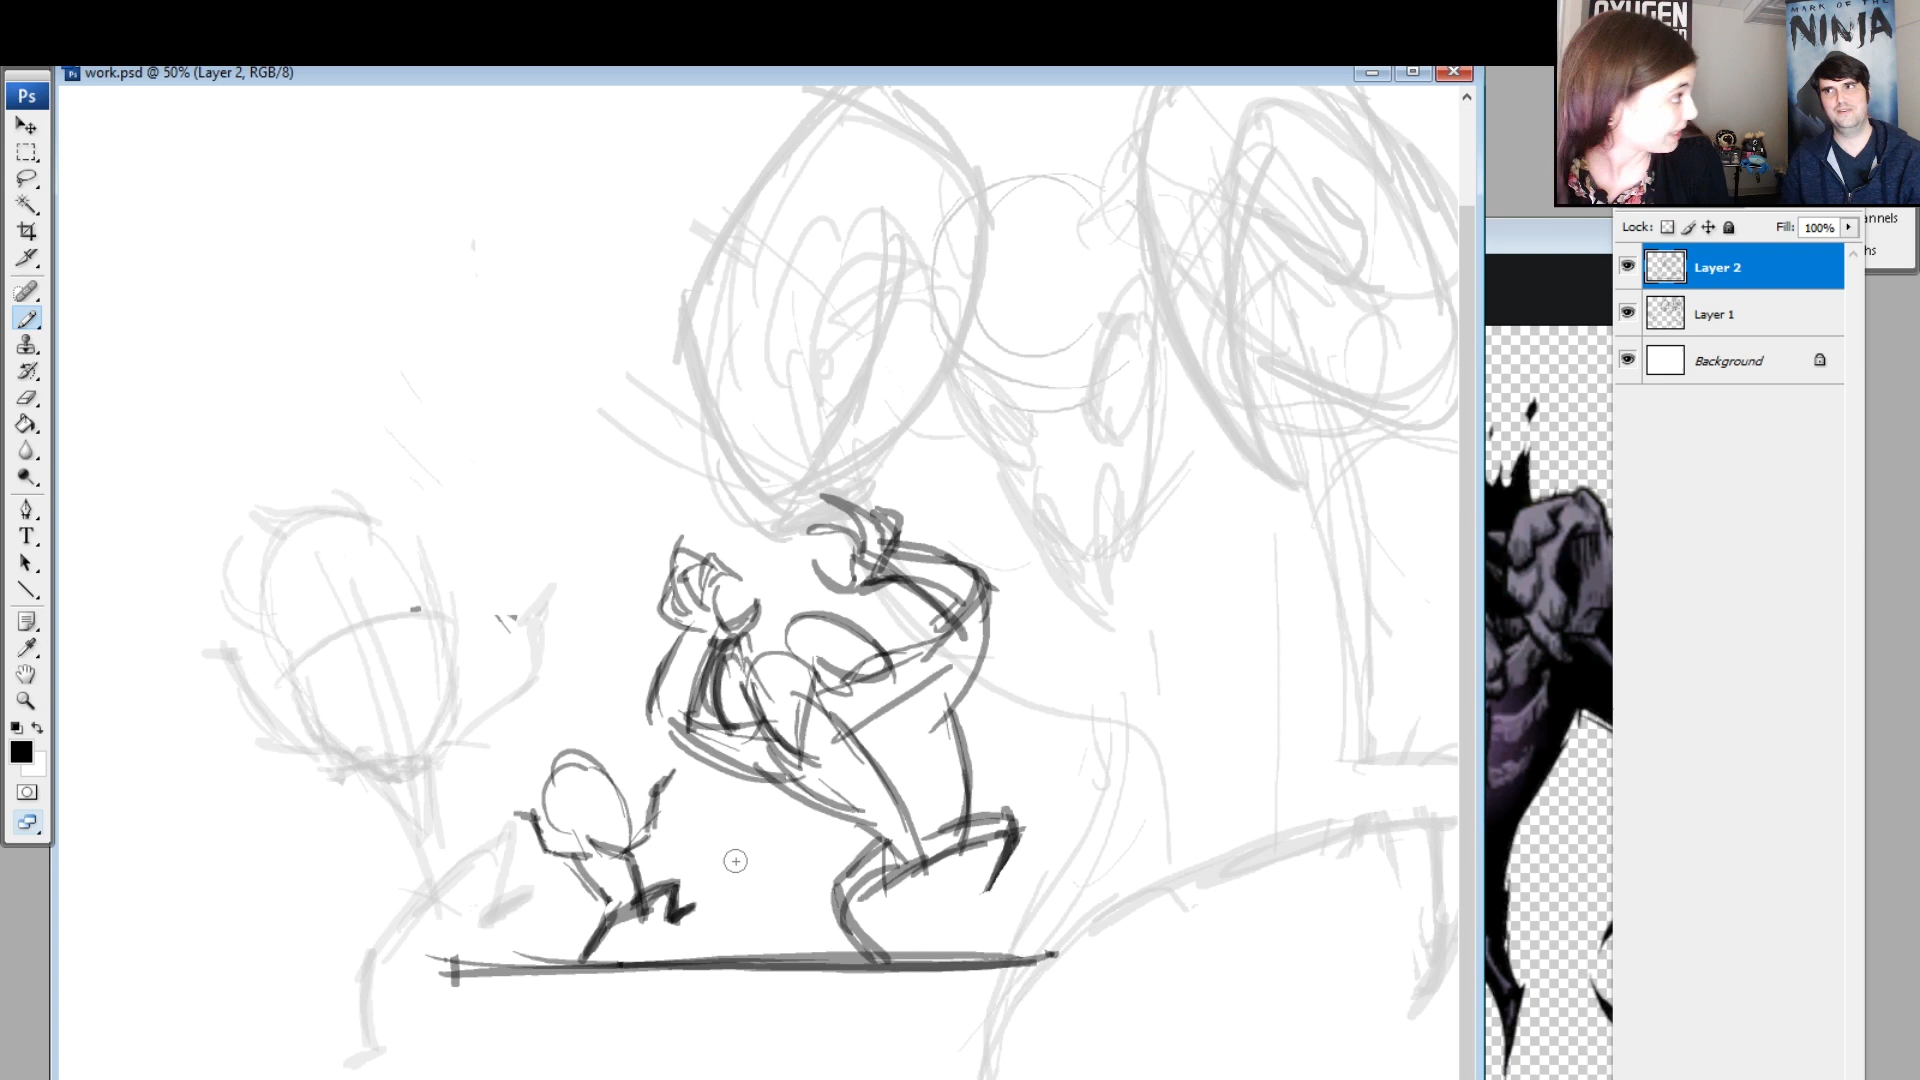 OXYGEN
MARK OF THE
NINJA
work.psd @ 50% (Layer 2, RGB/8)
Ps
T
Lock:
Fill: 100%
annels
hs
Layer 2
Layer 1
Background